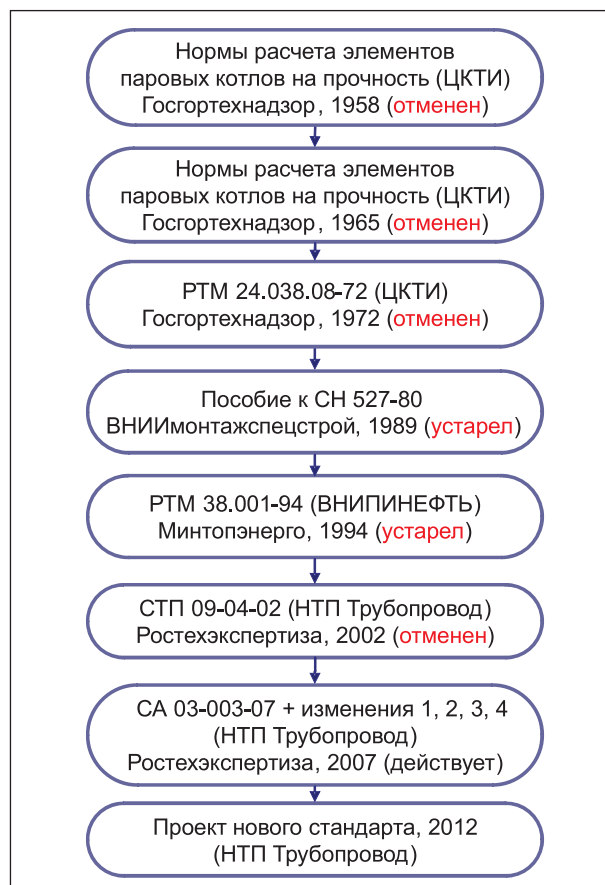 Нормы расчета элементов
паровых котлов на прочность (ЦКТИ)
Госгортехнадзор, 1958 (отменен)
Нормы расчета элементов
паровых котлов на прочность (ЦКТИ)
Госгортехнадзор, 1965 (отменен)
РТМ 24.038.08-72 (ЦКТИ)
Госгортехнадзор, 1972 (отменен)
Пособие к СН 527-80
ВНИИмонтажспецстрой, 1989 (устарел)
РТМ 38.001-94 (ВНИПИНЕФТЬ)
Минтопэнерго, 1994 (устарел)
СТП 09-04-02 (НТП Трубопровод)
Ростехэкспертиза, 2002 (отменен)
СА 03-003-07 + изменения 1, 2, 3, 4
(НТП Трубопровод)
Ростехэкспертиза, 2007 (действует)
Проект нового стандарта, 2012
(НТП Трубопровод)